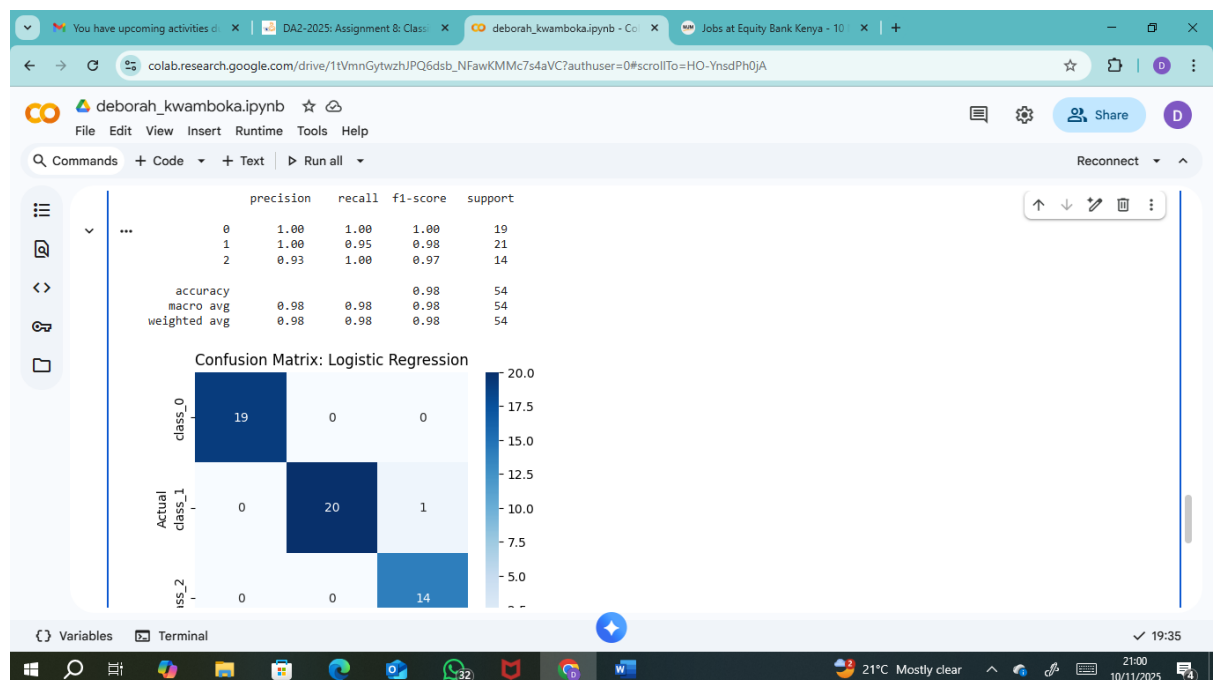 You have upcoming activities d
DA2-2025: Assignment 8: Classi
deborah_kwamboka.ipynb - Col
Jobs at Equity Bank Kenya - 10
colab.research.google.com/drive/1tVmnGytwzhJPQ6dsb_NFawKMMc7s4aVC?authuser=0#scrollTo=HO-YnsdPh0jA
D
deborah_kwamboka.ipynb
Share
D
File Edit View Insert Runtime Tools Help
Commands + Code + Text Run all
Reconnect
precision recall f1-score support
0 1.00 1.00 1.00 19
1 1.00 0.95 0.98 21
2 0.93 1.00 0.97 14
accuracy 0.98 54
macro avg 0.98 0.98 0.98 54
weighted avg 0.98 0.98 0.98 54
Confusion Matrix: Logistic Regression
Actual
class_0
19 0 0
class_1
0 20 1
ass_2
0 0 14
20.0
17.5
15.0
12.5
10.0
7.5
5.0
{} Variables
Terminal
19:35
32
2
21°C Mostly clear
21:00
10/11/2025
4